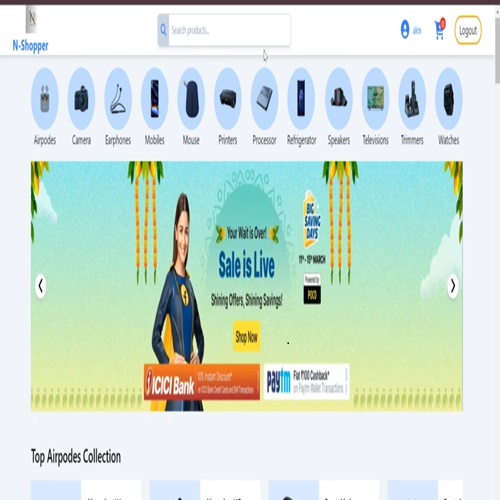 N
N-Shopper
Search products...
alex
Logout
Airpodes
Camera
Earphones
Mobiles
Mouse
Printers
Processor
Refrigerator
Speakers
Televisions
Trimmers
Watches
Your Wait is Over!
Sale is Live
Shining Offers, Shining Savings!
Shop Now
BIG
SAVING
DAYS
11th - 15th MARCH
Powered by
POCO
ICICI Bank
10% Instant Discount*
on ICICI Bank Credit Cards and EMI Transactions
paytm
Flat ₹100 Cashback*
on Paytm Wallet Transactions
Top Airpodes Collection